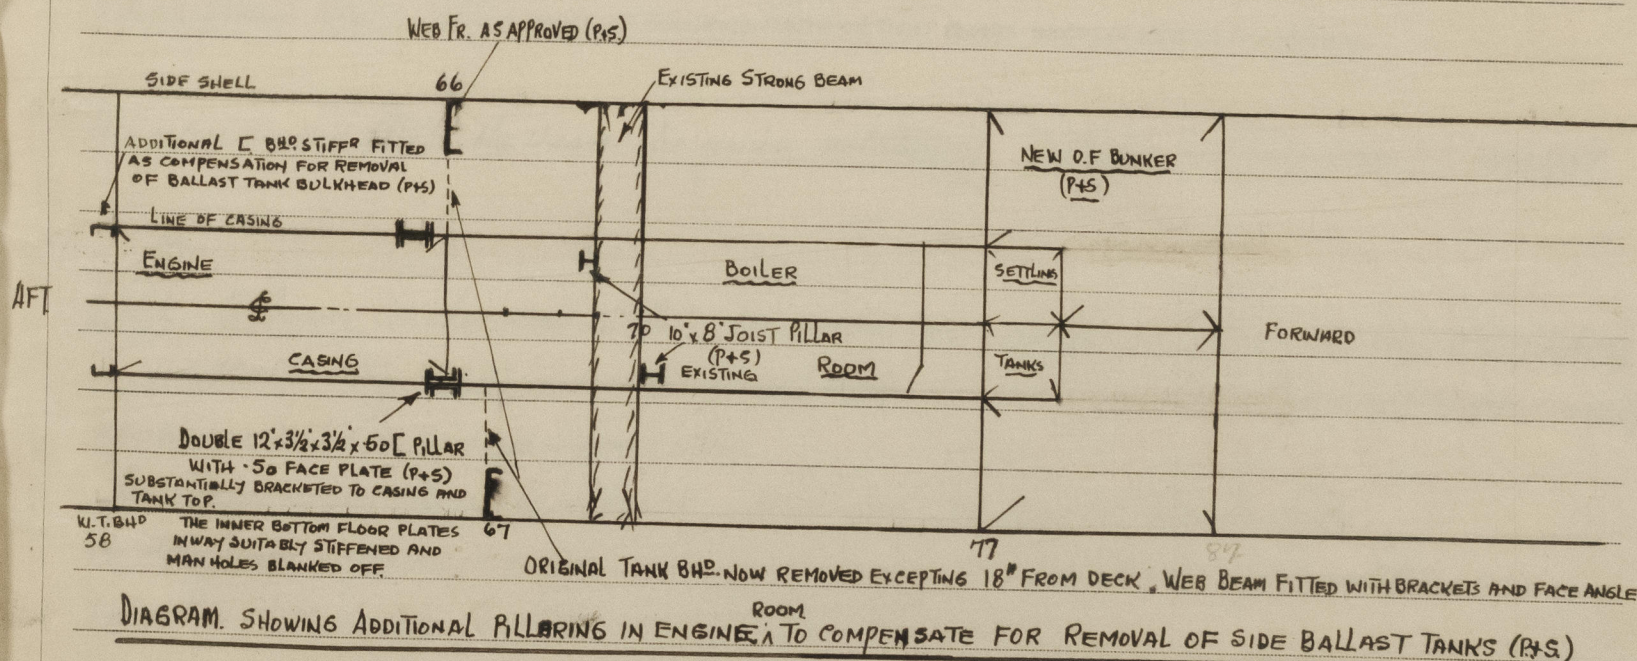 WEB FR. AS APPROVED (P+S)
SIDE SHELL
66
EXISTING STRONG BEAM
ADDITIONAL [ BHD. STIFFR FITTED
AS COMPENSATION FOR REMOVAL
OF BALLAST TANK BULKHEAD (P+S)
NEW O.F BUNKER
(P+S)
LINE OF CASING
ENGINE
BOILER
SETTLING
AFT
70
10"x 8" JOIST PILLAR
(P+S)
EXISTING
ROOM
FORWARD
CASING
TANKS
DOUBLE 12"x3½"x3½"x.50 [ PILLAR
WITH .50 FACE PLATE (P+S)
SUBSTANTIALLY BRACKETED TO CASING AND
TANK TOP.
W.T. BHD
58
THE INNER BOTTOM FLOOR PLATES
INWAY SUITABLY STIFFENED AND
MAN HOLES BLANKED OFF.
67
77
ORIGINAL TANK BHD. NOW REMOVED EXCEPTING 18" FROM DECK. WEB BEAM FITTED WITH BRACKETS AND FACE ANGLE
DIAGRAM. SHOWING ADDITIONAL PILLARING IN ENGINE ROOM TO COMPENSATE FOR REMOVAL OF SIDE BALLAST TANKS (P+S)